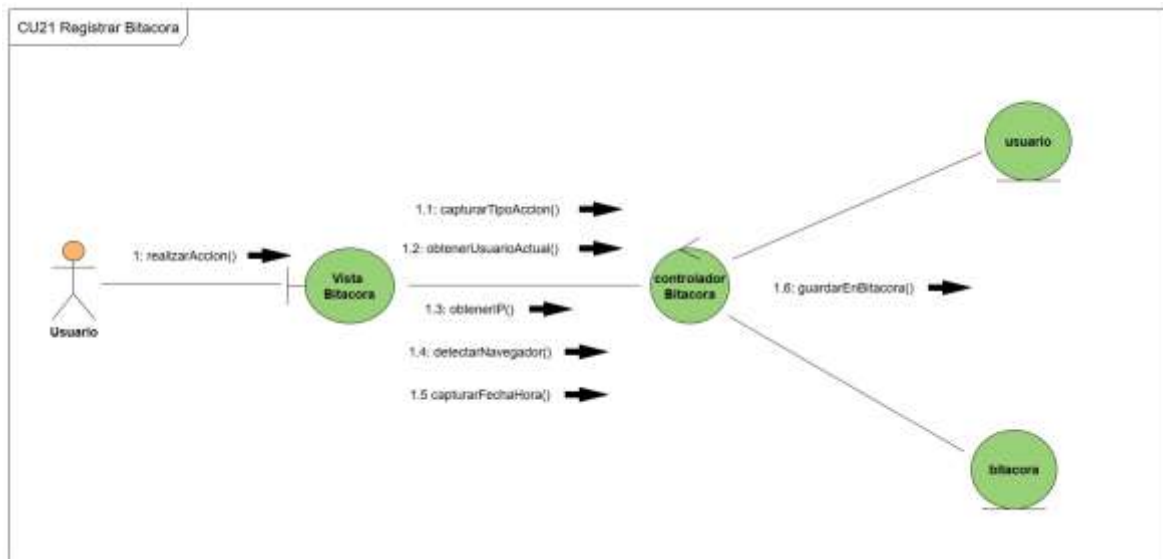 CU21 Registrar Bitacora
usuario
1.1: capturarTipoAccion()
1.2: obtenerUsuarioActual()
1: realizarAccion()
Vista
Bitacora
controlador
Bitacora
1.6: guardarEnBitacora()
1.3: obtenerIP()
Usuario
1.4: detectarNavegador()
1.5 capturarFechaHora()
bitacora